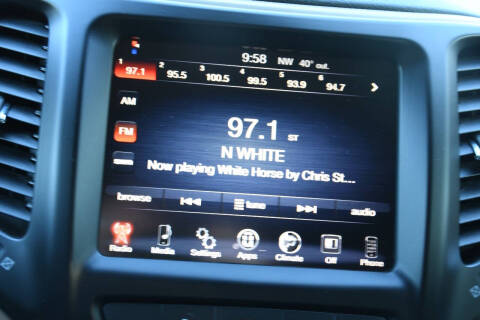 9:58 NW 40° out.
1 2 3 4 5 6
97.1 95.5 100.5 99.5 93.9 94.7
AM
97.1 ST
FM
N WHITE
Now playing White Horse by Chris St...
browse tune audio
Radio Media Settings Apps Climate Off Phone